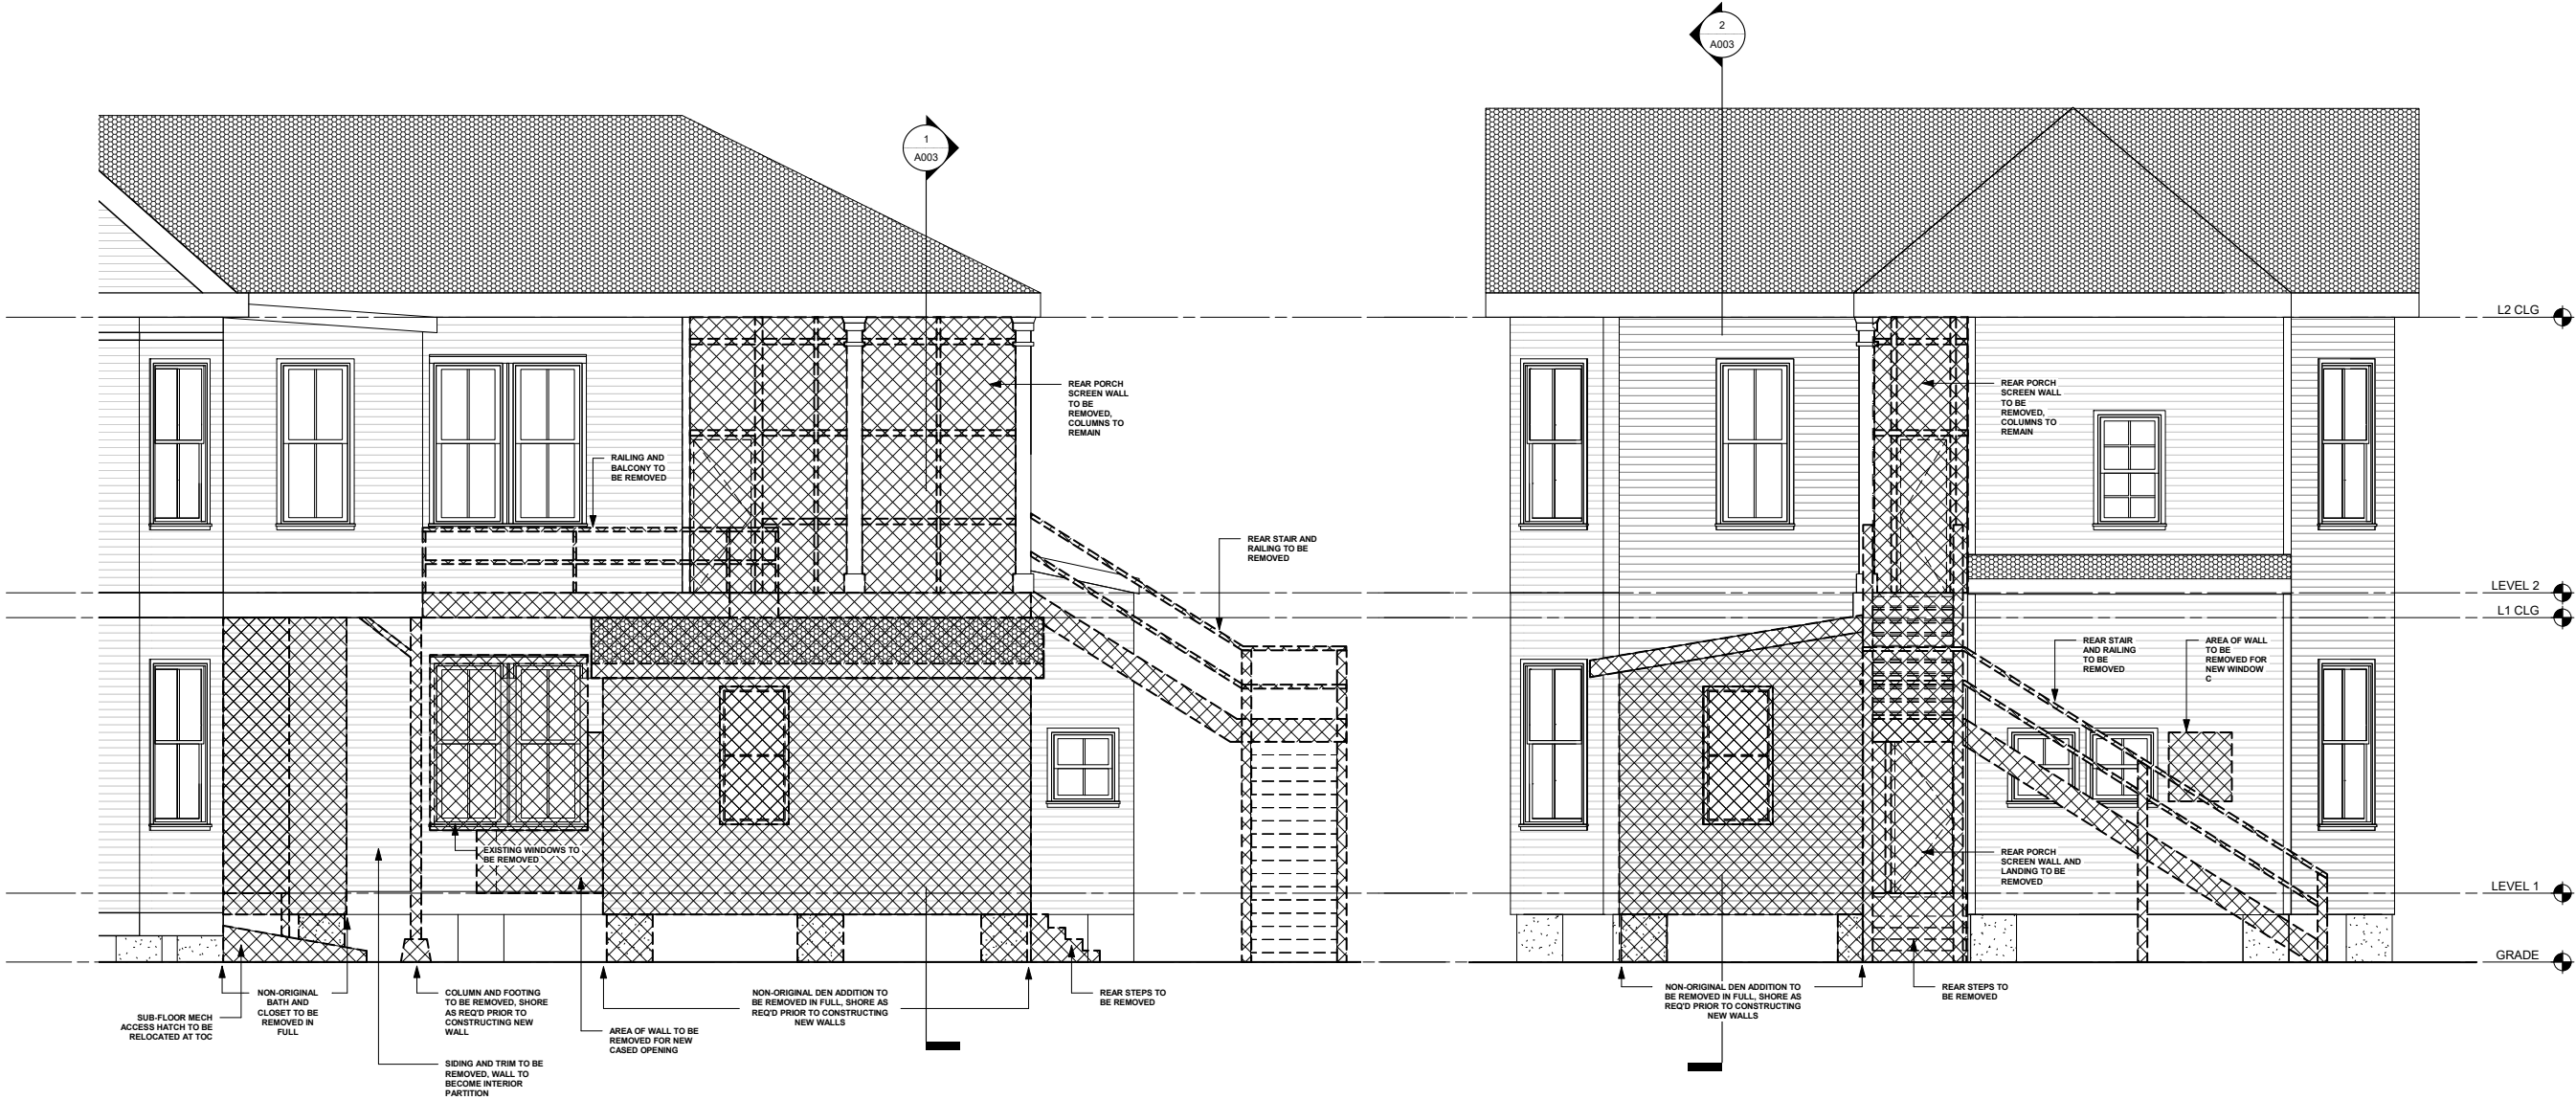 2
A003
1
A003
L2 CLG
REAR PORCH
SCREEN WALL
TO BE
REMOVED,
COLUMNS TO
REMAIN
REAR PORCH
SCREEN WALL
TO BE
REMOVED,
COLUMNS TO
REMAIN
RAILING AND
BALCONY TO
BE REMOVED
REAR STAIR AND
RAILING TO BE
REMOVED
LEVEL 2
L1 CLG
REAR STAIR
AND RAILING
TO BE
REMOVED
AREA OF WALL
TO BE
REMOVED FOR
NEW WINDOW
C
EXISTING WINDOWS TO
BE REMOVED
REAR PORCH
SCREEN WALL AND
LANDING TO BE
REMOVED
LEVEL 1
GRADE
SUB-FLOOR MECH
ACCESS HATCH TO BE
RELOCATED AT TOC
NON-ORIGINAL
BATH AND
CLOSET TO BE
REMOVED IN
FULL
COLUMN AND FOOTING
TO BE REMOVED, SHORE
AS REQ'D PRIOR TO
CONSTRUCTING NEW
WALL
SIDING AND TRIM TO BE
REMOVED, WALL TO
BECOME INTERIOR
PARTITION
AREA OF WALL TO BE
REMOVED FOR NEW
CASED OPENING
NON-ORIGINAL DEN ADDITION TO
BE REMOVED IN FULL, SHORE AS
REQ'D PRIOR TO CONSTRUCTING
NEW WALLS
REAR STEPS TO
BE REMOVED
NON-ORIGINAL DEN ADDITION TO
BE REMOVED IN FULL, SHORE AS
REQ'D PRIOR TO CONSTRUCTING
NEW WALLS
REAR STEPS TO
BE REMOVED